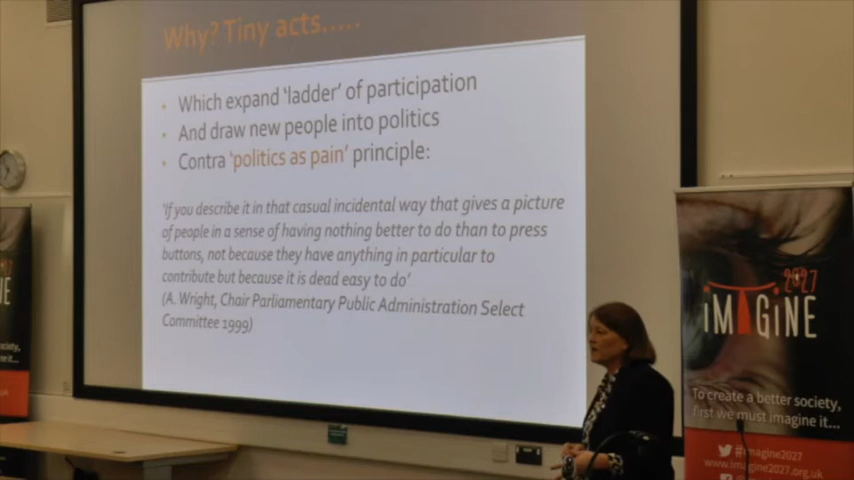 Why? Tiny acts.....
Which expand 'ladder' of participation
And draw new people into politics
Contra 'politics as pain' principle:
'If you describe it in that casual incidental way that gives a picture
of people in a sense of having nothing better to do than to press
buttons, not because they have anything in particular to
contribute but because it is dead easy to do'
(A. Wright, Chair Parliamentary Public Administration Select
Committee 1999)
2027
iMAGiNE
To create a better society,
first we must imagine it...
#imagine2027
www.imagine2027.org.uk